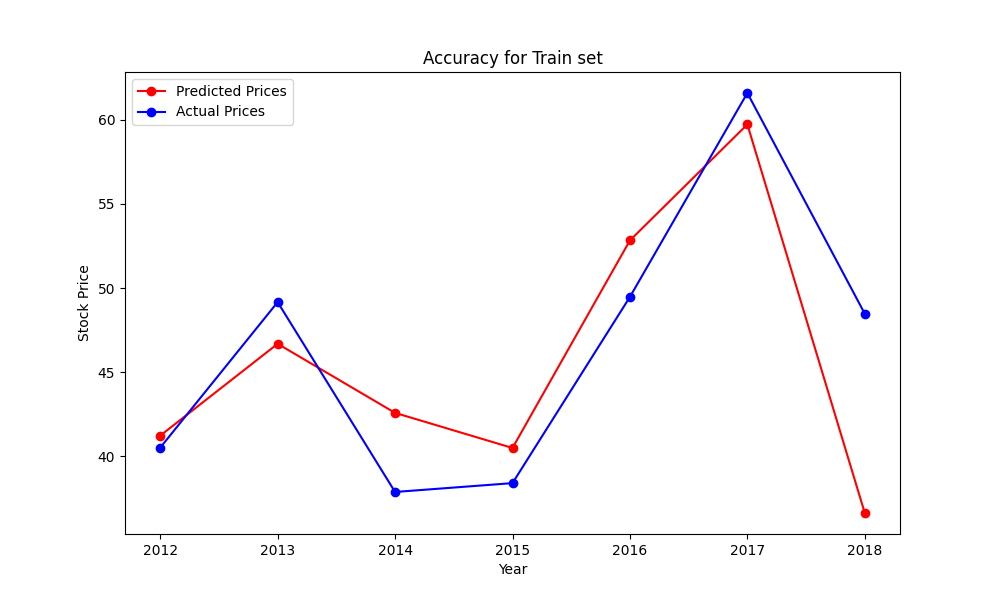 Accuracy for Train set
Predicted Prices
Actual Prices
Stock Price
60
55
50
45
40
2012 2013 2014 2015 2016 2017 2018
Year